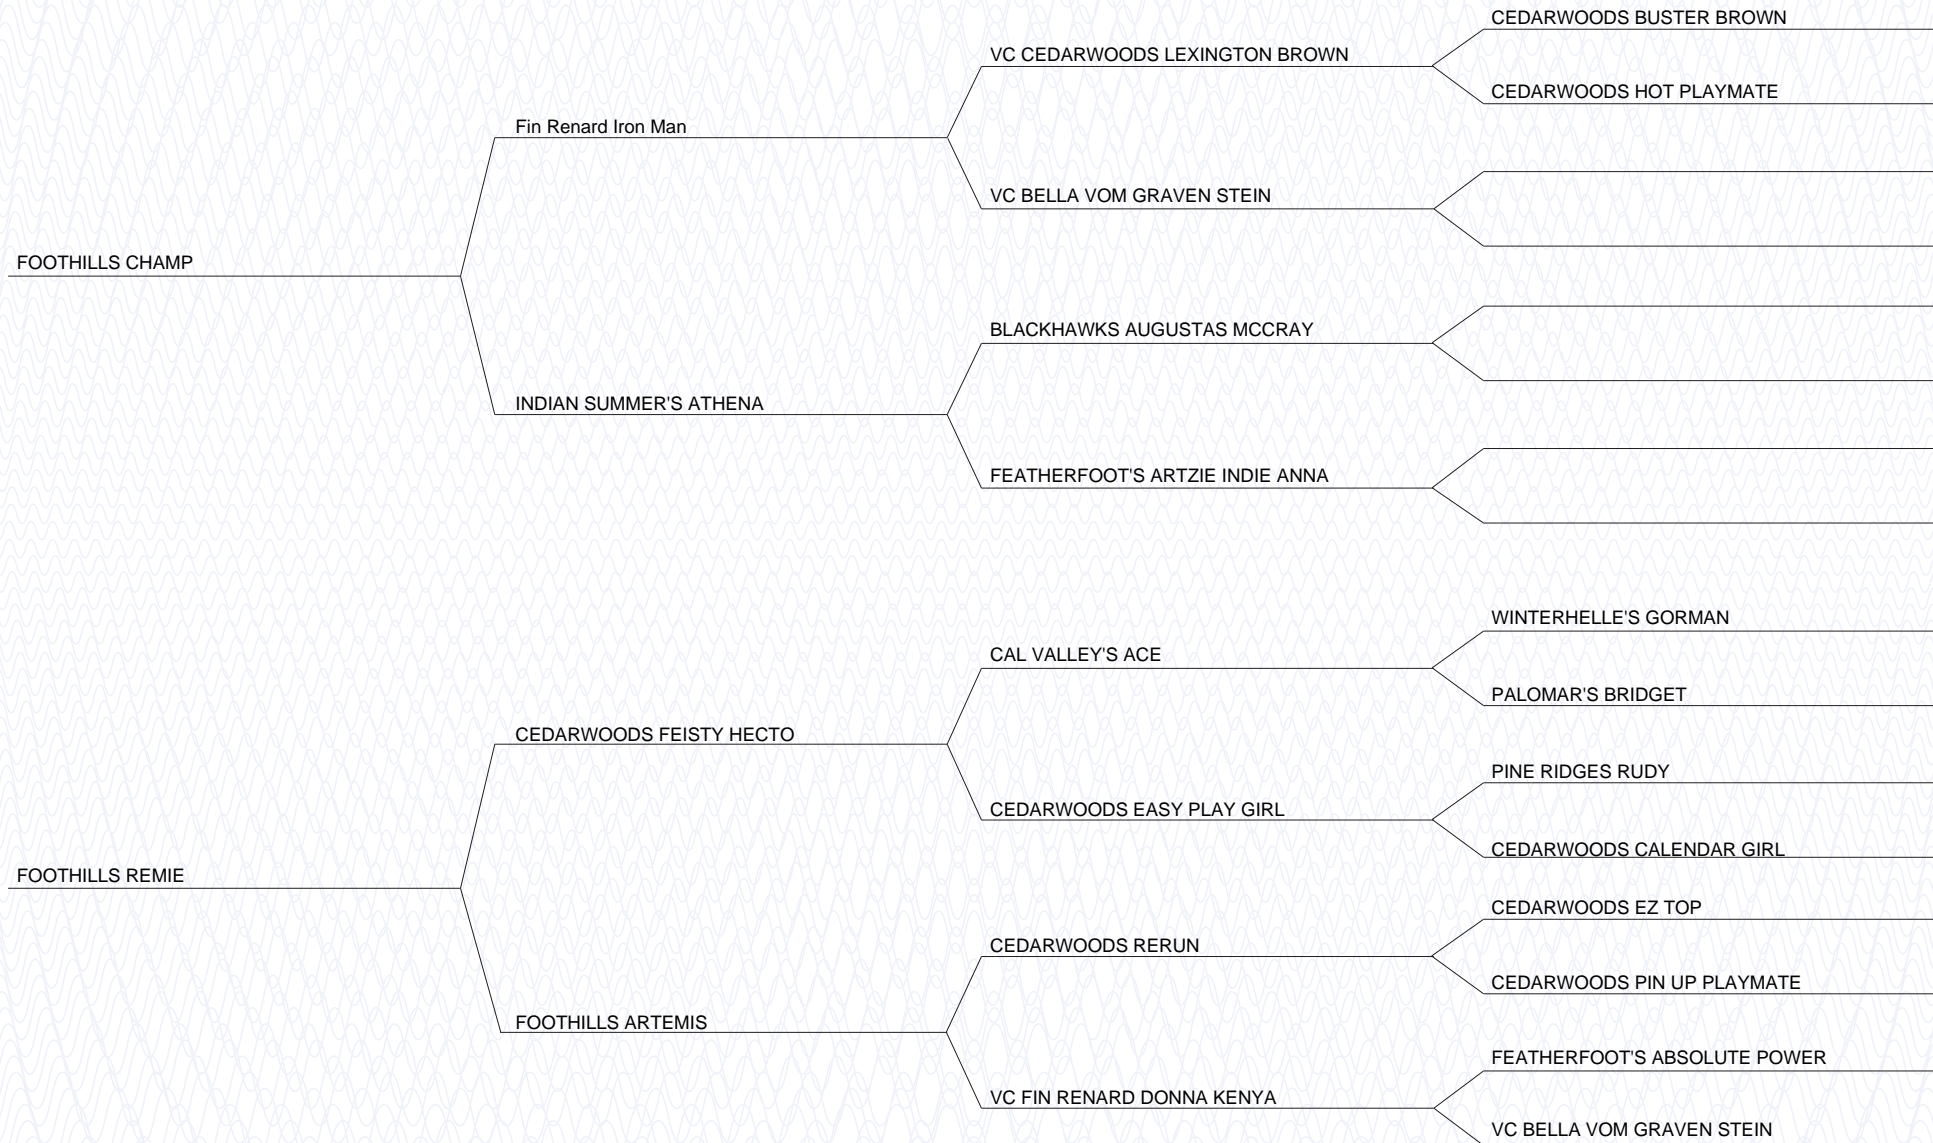 CEDARWOODS BUSTER BROWN
VC CEDARWOODS LEXINGTON BROWN
CEDARWOODS HOT PLAYMATE
Fin Renard Iron Man
VC BELLA VOM GRAVEN STEIN
FOOTHILLS CHAMP
BLACKHAWKS AUGUSTAS MCCRAY
INDIAN SUMMER'S ATHENA
FEATHERFOOT'S ARTZIE INDIE ANNA
WINTERHELLE'S GORMAN
CAL VALLEY'S ACE
PALOMAR'S BRIDGET
CEDARWOODS FEISTY HECTO
PINE RIDGES RUDY
CEDARWOODS EASY PLAY GIRL
CEDARWOODS CALENDAR GIRL
FOOTHILLS REMIE
CEDARWOODS EZ TOP
CEDARWOODS RERUN
CEDARWOODS PIN UP PLAYMATE
FOOTHILLS ARTEMIS
FEATHERFOOT'S ABSOLUTE POWER
VC FIN RENARD DONNA KENYA
VC BELLA VOM GRAVEN STEIN